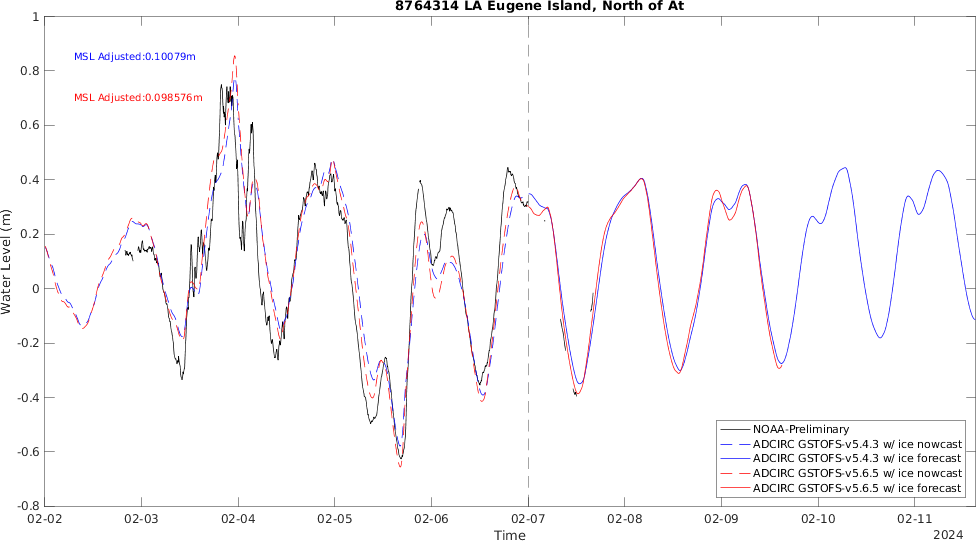 8764314 LA Eugene Island, North of At
MSL Adjusted:0.10079m
MSL Adjusted:0.098576m
Water Level (m)
1
0.8
0.6
0.4
0.2
0
-0.2
-0.4
-0.6
-0.8
NOAA-Preliminary
ADCIRC GSTOFS-v5.4.3 w/ ice nowcast
ADCIRC GSTOFS-v5.4.3 w/ ice forecast
ADCIRC GSTOFS-v5.6.5 w/ ice nowcast
ADCIRC GSTOFS-v5.6.5 w/ ice forecast
02-02 02-03 02-04 02-05 02-06 02-07 02-08 02-09 02-10 02-11
Time
2024